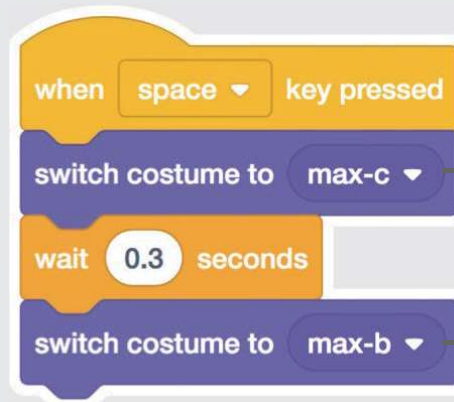 when space key pressed
switch costume to max-c
wait 0.3 seconds
switch costume to max-b